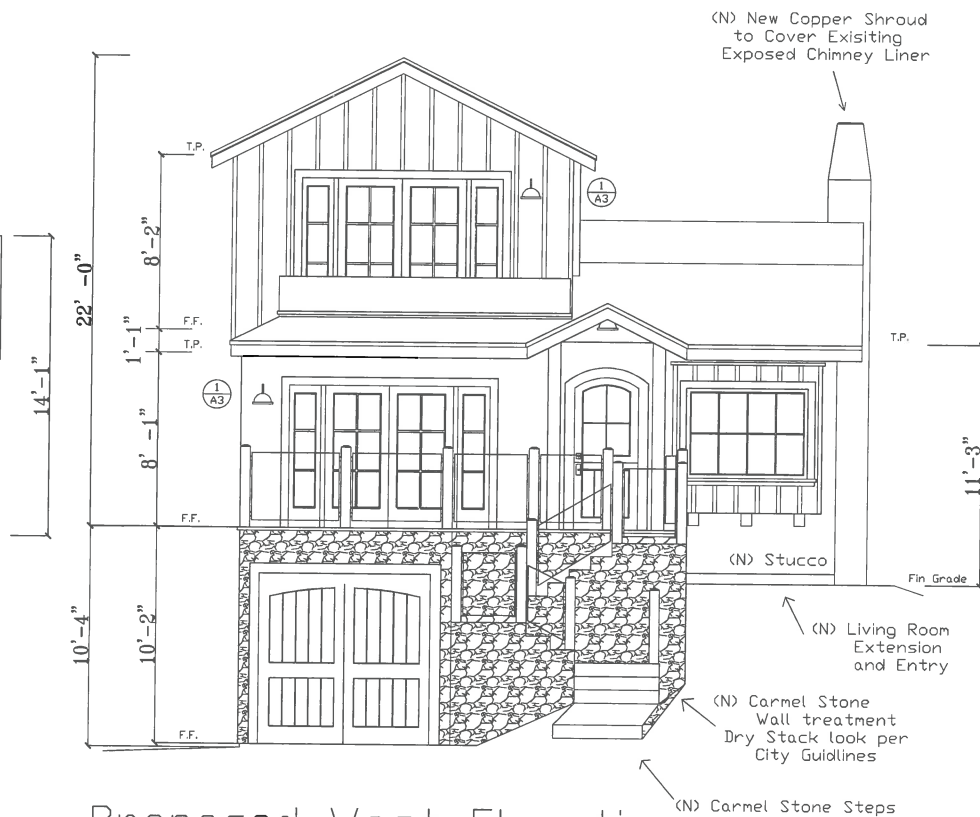 (N) New Copper Shroud
to Cover Exisiting
Exposed Chimney Liner
T.P.
1
A3
8'-2"
22' -0"
F.F.
1'-1"
T.P.
T.P.
14'-1"
1
A3
8' -1"
11'-3"
F.F.
(N) Stucco
Fin Grade
(N) Living Room
Extension
and Entry
10'-4"
10'-2"
(N) Carmel Stone
Wall treatment
Dry Stack look per
City Guidlines
F.F.
(N) Carmel Stone Steps
Proposed West